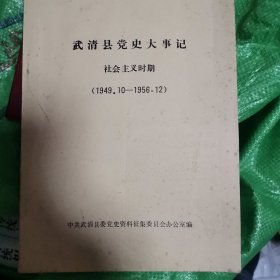 武清县党史大事记
社会主义时期
(1949.10—1956.12)
中共武清县委党史资料征集委员会办公室编